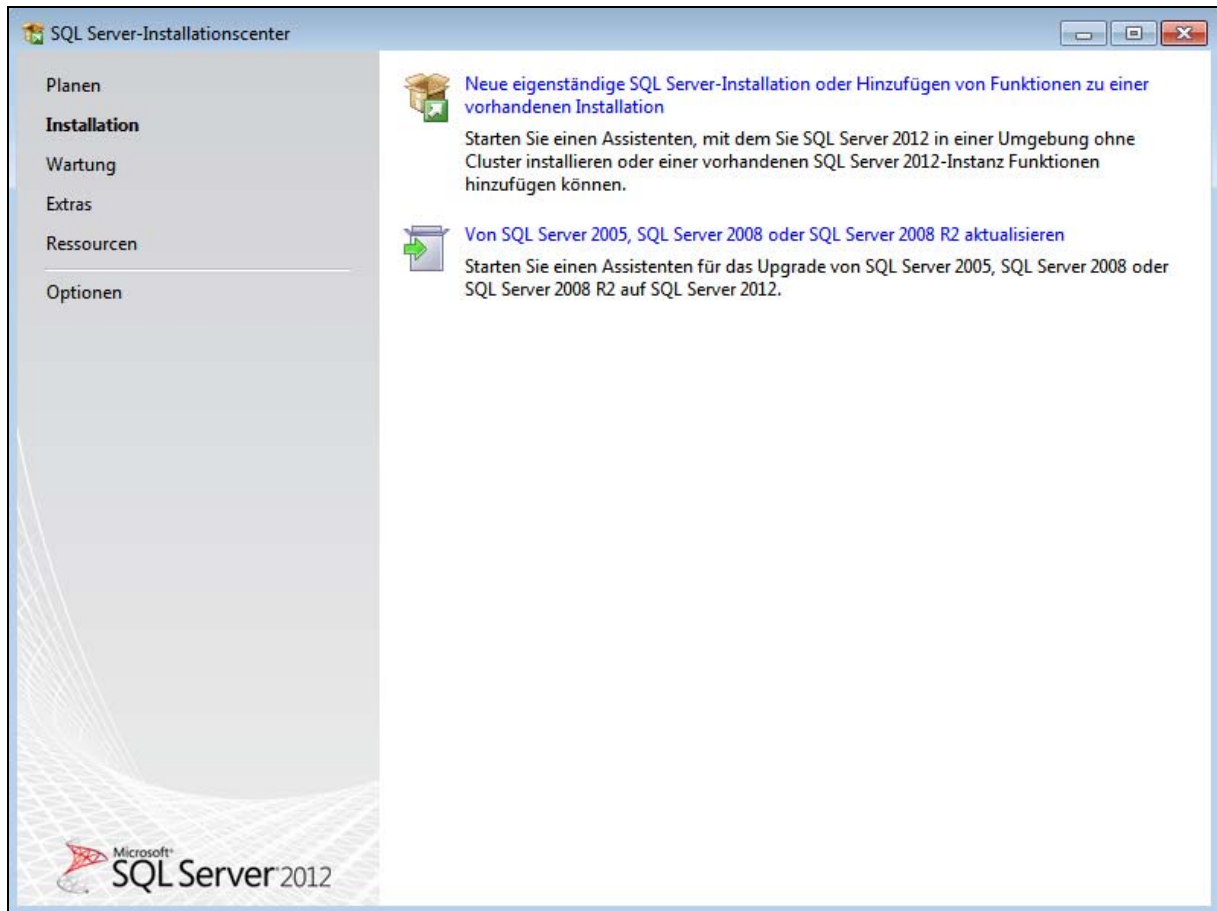 SQL Server-Installationscenter
Planen
Installation
Wartung
Extras
Ressourcen
Optionen
Neue eigenständige SQL Server-Installation oder Hinzufügen von Funktionen zu einer
vorhandenen Installation
Starten Sie einen Assistenten, mit dem Sie SQL Server 2012 in einer Umgebung ohne
Cluster installieren oder einer vorhandenen SQL Server 2012-Instanz Funktionen
hinzufügen können.
Von SQL Server 2005, SQL Server 2008 oder SQL Server 2008 R2 aktualisieren
Starten Sie einen Assistenten für das Upgrade von SQL Server 2005, SQL Server 2008 oder
SQL Server 2008 R2 auf SQL Server 2012.
Microsoft®
SQL Server® 2012